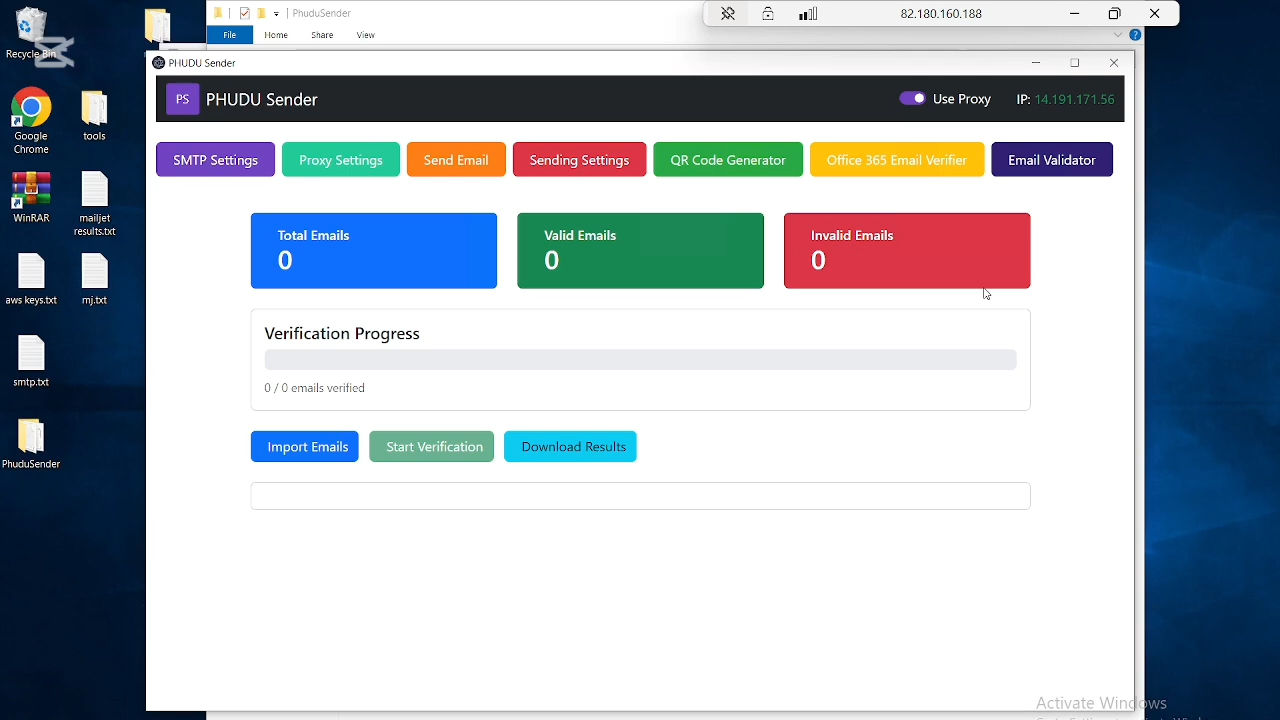 PhuduSender
82.180.160.188
File Home Share View
Recycle Bin
PHUDU Sender
PS PHUDU Sender Use Proxy IP: 14.191.171.56
Google Chrome
tools
SMTP Settings Proxy Settings Send Email Sending Settings QR Code Generator Office 365 Email Verifier Email Validator
WinRAR
mailjet results.txt
Total Emails
0
Valid Emails
0
Invalid Emails
0
aws keys.txt
mj.txt
Verification Progress
0 / 0 emails verified
smtp.txt
Import Emails Start Verification Download Results
PhuduSender
Activate Windows